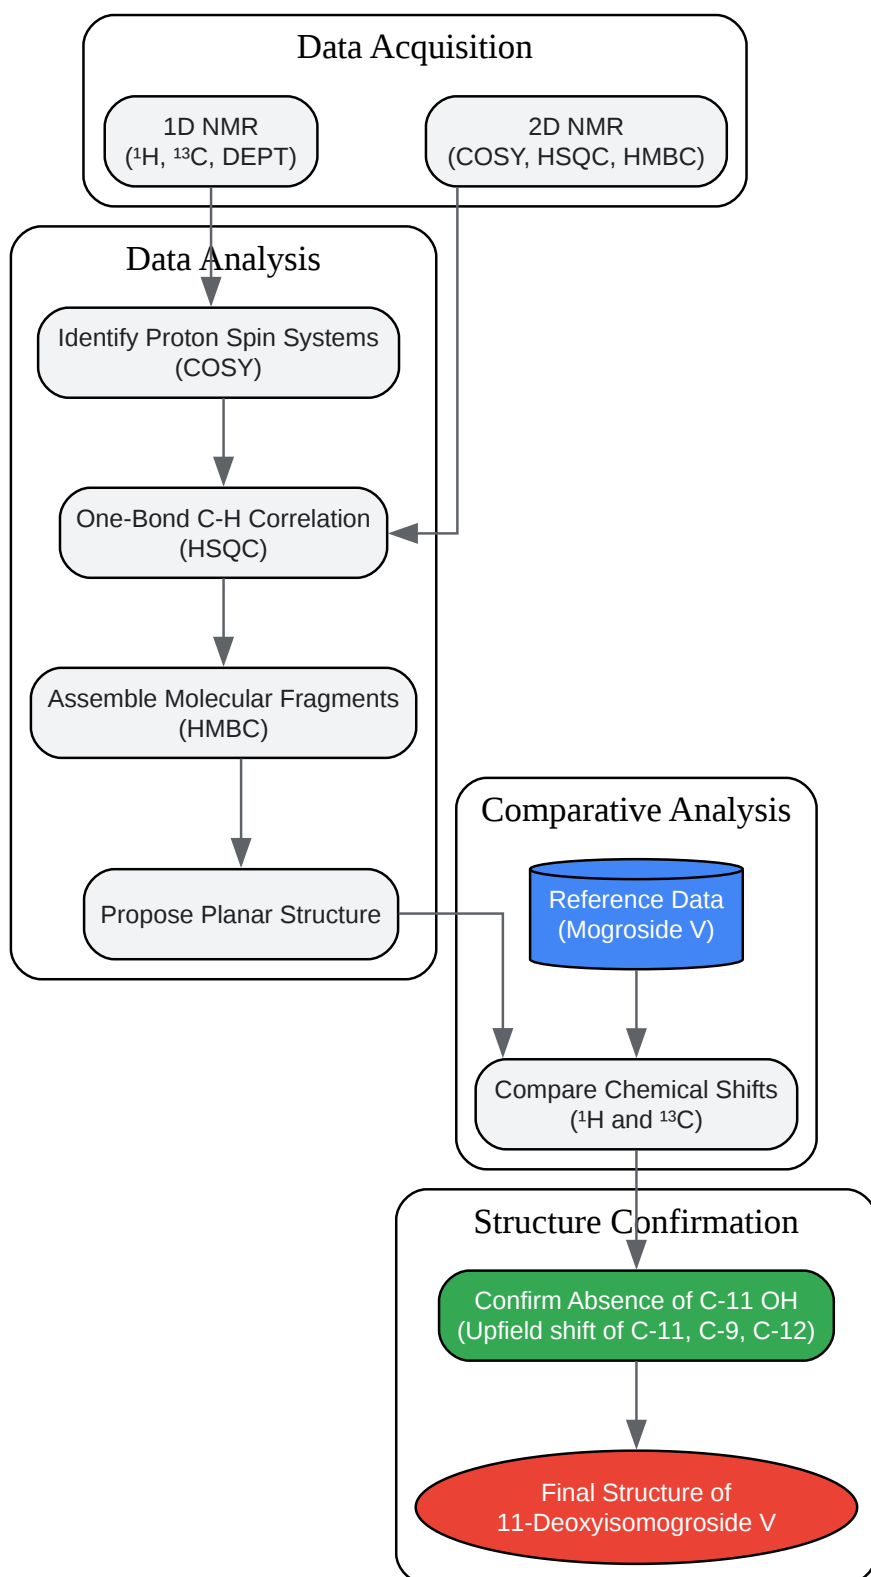 Data Acquisition
1D NMR
(¹H, ¹³C, DEPT)
2D NMR
(COSY, HSQC, HMBC)
Data Analysis
Identify Proton Spin Systems
(COSY)
One-Bond C-H Correlation
(HSQC)
Assemble Molecular Fragments
(HMBC)
Propose Planar Structure
Comparative Analysis
Reference Data
(Mogroside V)
Compare Chemical Shifts
(¹H and ¹³C)
Structure Confirmation
Confirm Absence of C-11 OH
(Upfield shift of C-11, C-9, C-12)
Final Structure of
11-Deoxyisomogroside V